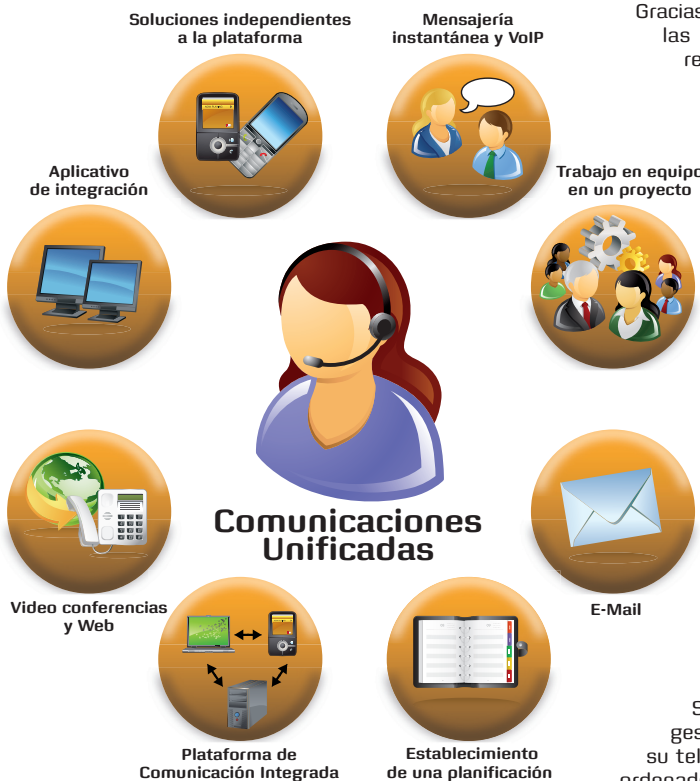 Soluciones independientes
a la plataforma
Mensajería
instantánea y VoIP
Gracias
las
re
Aplicativo
de integración
Trabajo en equipo
en un proyecto
Comunicaciones
Unificadas
Video conferencias
y Web
E-Mail
Plataforma de
Comunicación Integrada
Establecimiento
de una planificación
S
ges
su tel
ordenad